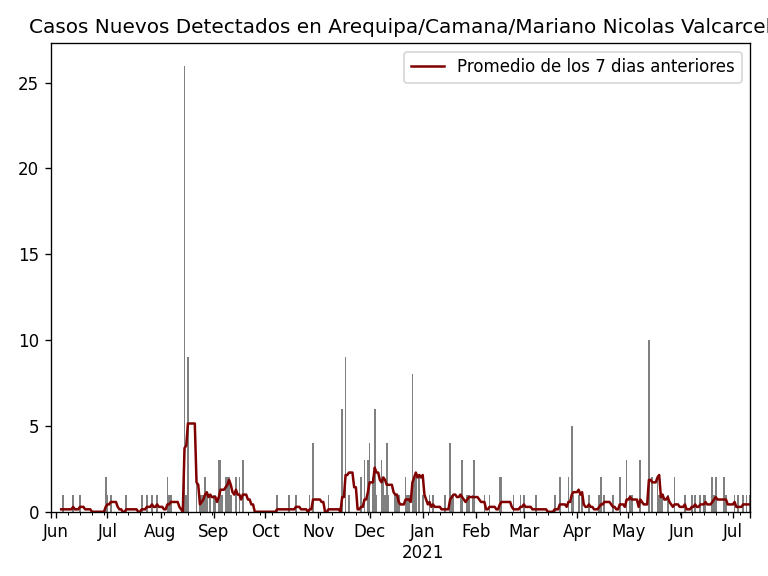 Casos Nuevos Detectados en Arequipa/Camana/Mariano Nicolas Valcarcel
Promedio de los 7 dias anteriores
25
20
15
10
5
0
Jun Jul Aug Sep Oct Nov Dec Jan Feb Mar Apr May Jun Jul
2021